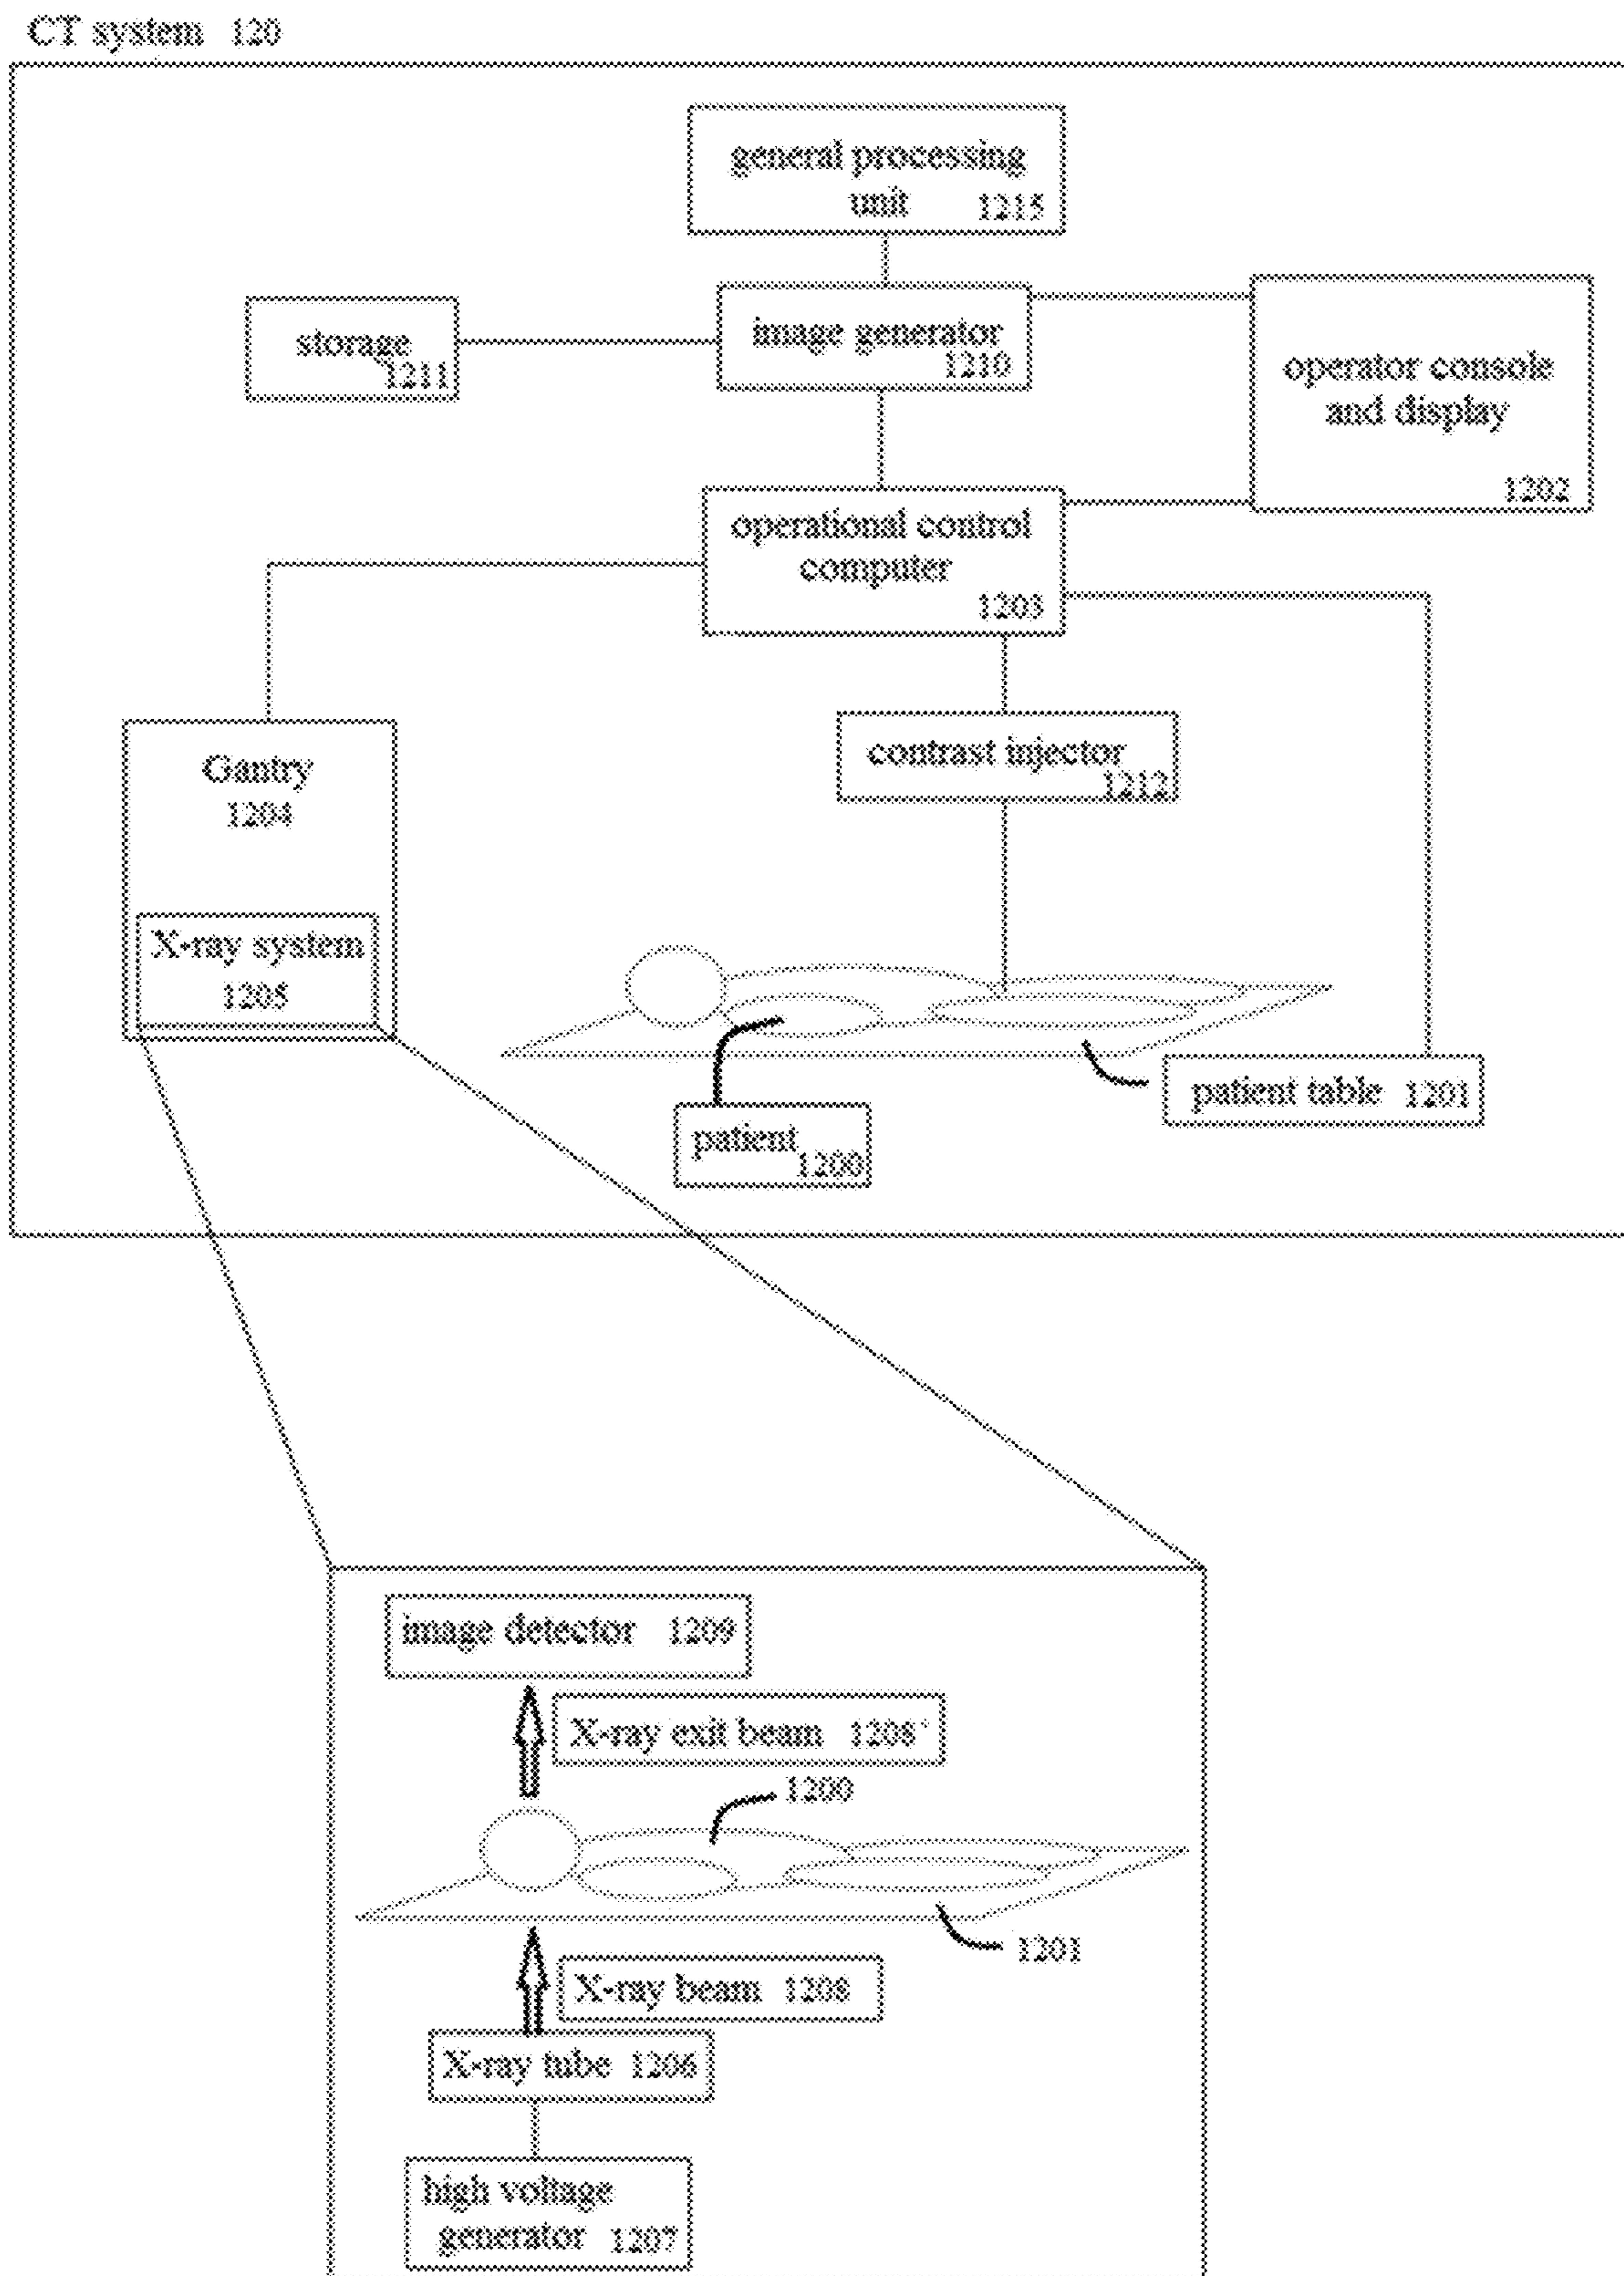 CT system 120
general processing
unit 1215
storage
1211
image generator
1210
operator console
and display
1202
operational control
computer
1203
Gantry
1204
contrast injector
1212
X-ray system
1205
patient table 1201
patient
1200
image detector 1209
X-ray exit beam 1208'
1200
1201
X-ray beam 1208
X-ray tube 1206
high voltage
generator 1207